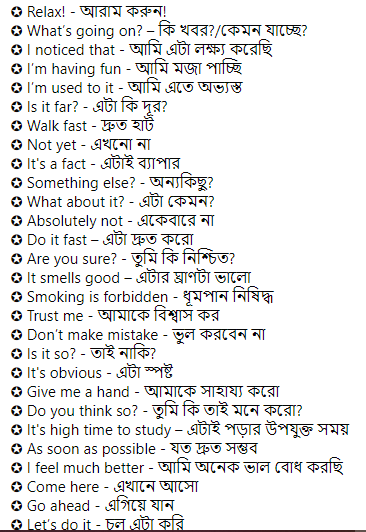 ✪ Relax! - আরাম করুন!
✪ What's going on? – কি খবর?/কেমন যাচ্ছে?
✪ I noticed that - আমি এটা লক্ষ্য করেছি
✪ I'm having fun - আমি মজা পাচ্ছি
✪ I'm used to it - আমি এতে অভ্যস্ত
✪ Is it far? - এটা কি দূর?
✪ Walk fast - দ্রুত হাট
✪ Not yet - এখনো না
✪ It's a fact - এটাই ব্যাপার
✪ Something else? - অন্যকিছু?
✪ What about it? - এটা কেমন?
✪ Absolutely not - একেবারে না
✪ Do it fast – এটা দ্রুত করো
✪ Are you sure? - তুমি কি নিশ্চিত?
✪ It smells good – এটার ঘ্রাণটা ভালো
✪ Smoking is forbidden - ধূমপান নিষিদ্ধ
✪ Trust me - আমাকে বিশ্বাস কর
✪ Don't make mistake - ভুল করবেন না
✪ Is it so? - তাই নাকি?
✪ It's obvious - এটা স্পষ্ট
✪ Give me a hand - আমাকে সাহায্য করো
✪ Do you think so? - তুমি কি তাই মনে করো?
✪ It's high time to study – এটাই পড়ার উপযুক্ত সময়
✪ As soon as possible - যত দ্রুত সম্ভব
✪ I feel much better - আমি অনেক ভাল বোধ করছি
✪ Come here - এখানে আসো
✪ Go ahead - এগিয়ে যান
✪ Let's do it - চল এটা করি